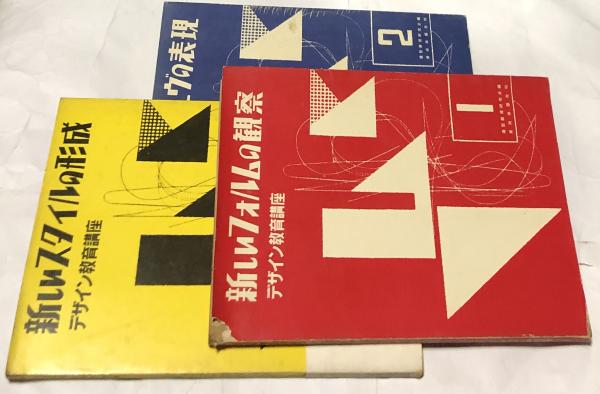 新しいフォルムの観察
デザイン教育講座
1
新しいスタイルの形成
デザイン教育講座
ヴの表現
2